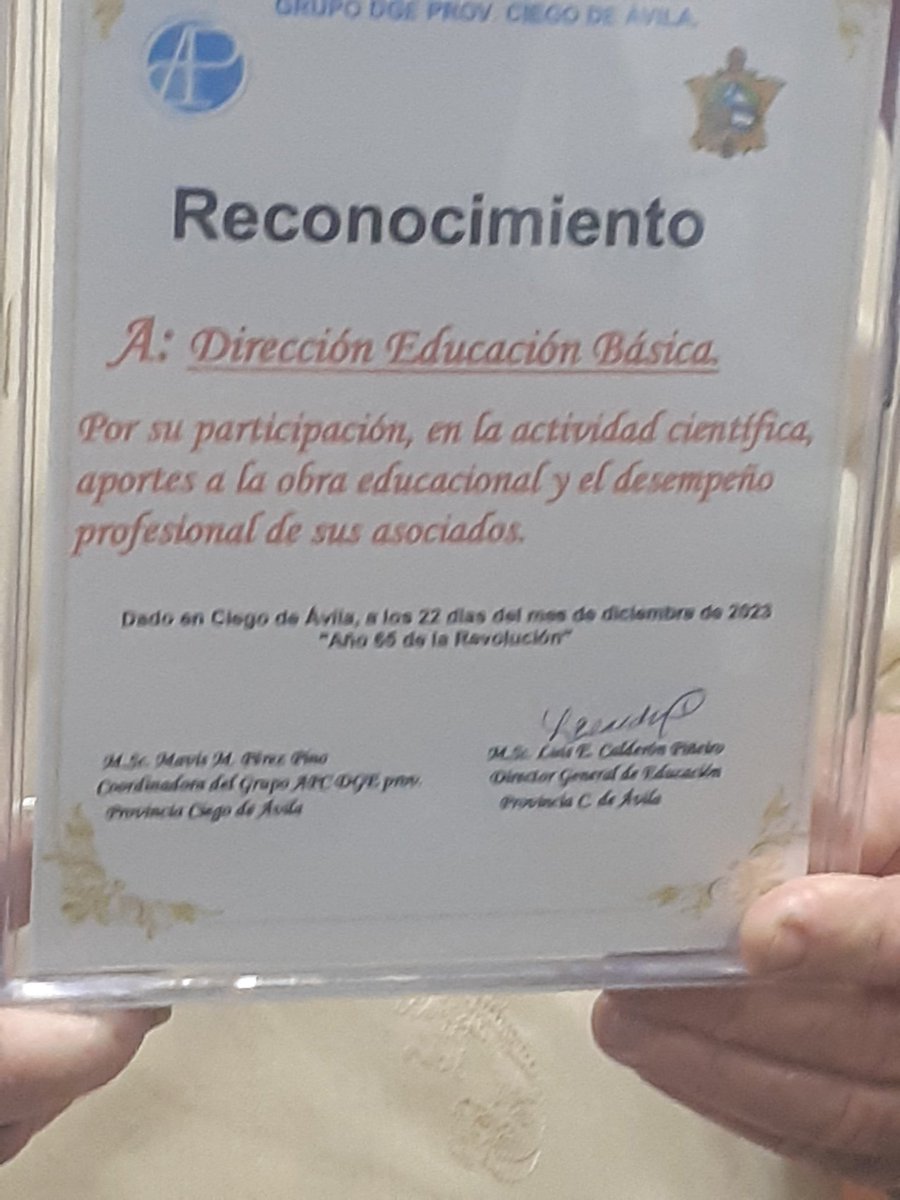 GRUPO DGE PROV. CIEGO DE ÁVILA.
AP
Reconocimiento
A: Dirección Educación Básica.
Por su participación, en la actividad científica,
aportes a la obra educacional y el desempeño
profesional de sus asociados.
Dado en Ciego de Ávila, a los 22 días del mes de diciembre de 2023
"Año 65 de la Revolución"
M.Sc. Mavis M. Pérez Pino
Coordinadora del Grupo APC DGE prov.
Provincia Ciego de Ávila
M.Sc. Luis E. Calderón Piñeiro
Director General de Educación
Provincia C. de Ávila